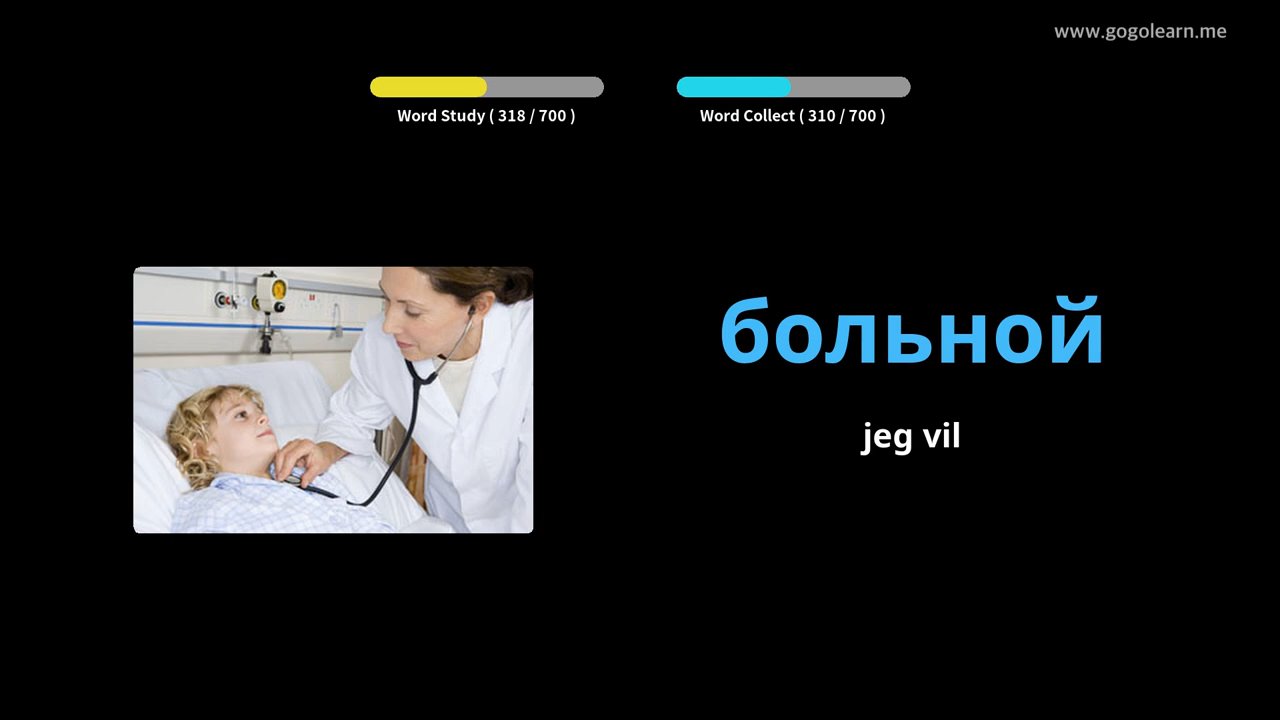 www.gogolearn.me
Word Study ( 318 / 700 )
Word Collect ( 310 / 700 )
больной
jeg vil